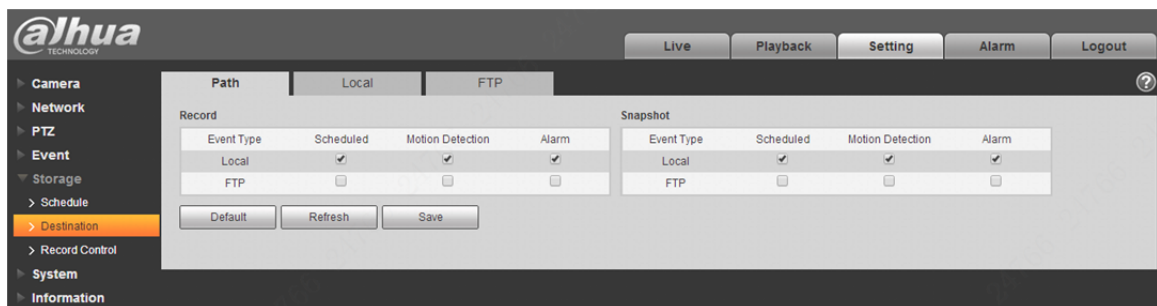 alhua
TECHNOLOGY
Live Playback Setting Alarm Logout
Camera
Network
PTZ
Event
Storage
> Schedule
> Destination
> Record Control
System
Information
Path Local FTP
?
Record
Event Type Scheduled Motion Detection Alarm
Local
FTP
Snapshot
Event Type Scheduled Motion Detection Alarm
Local
FTP
Default Refresh Save